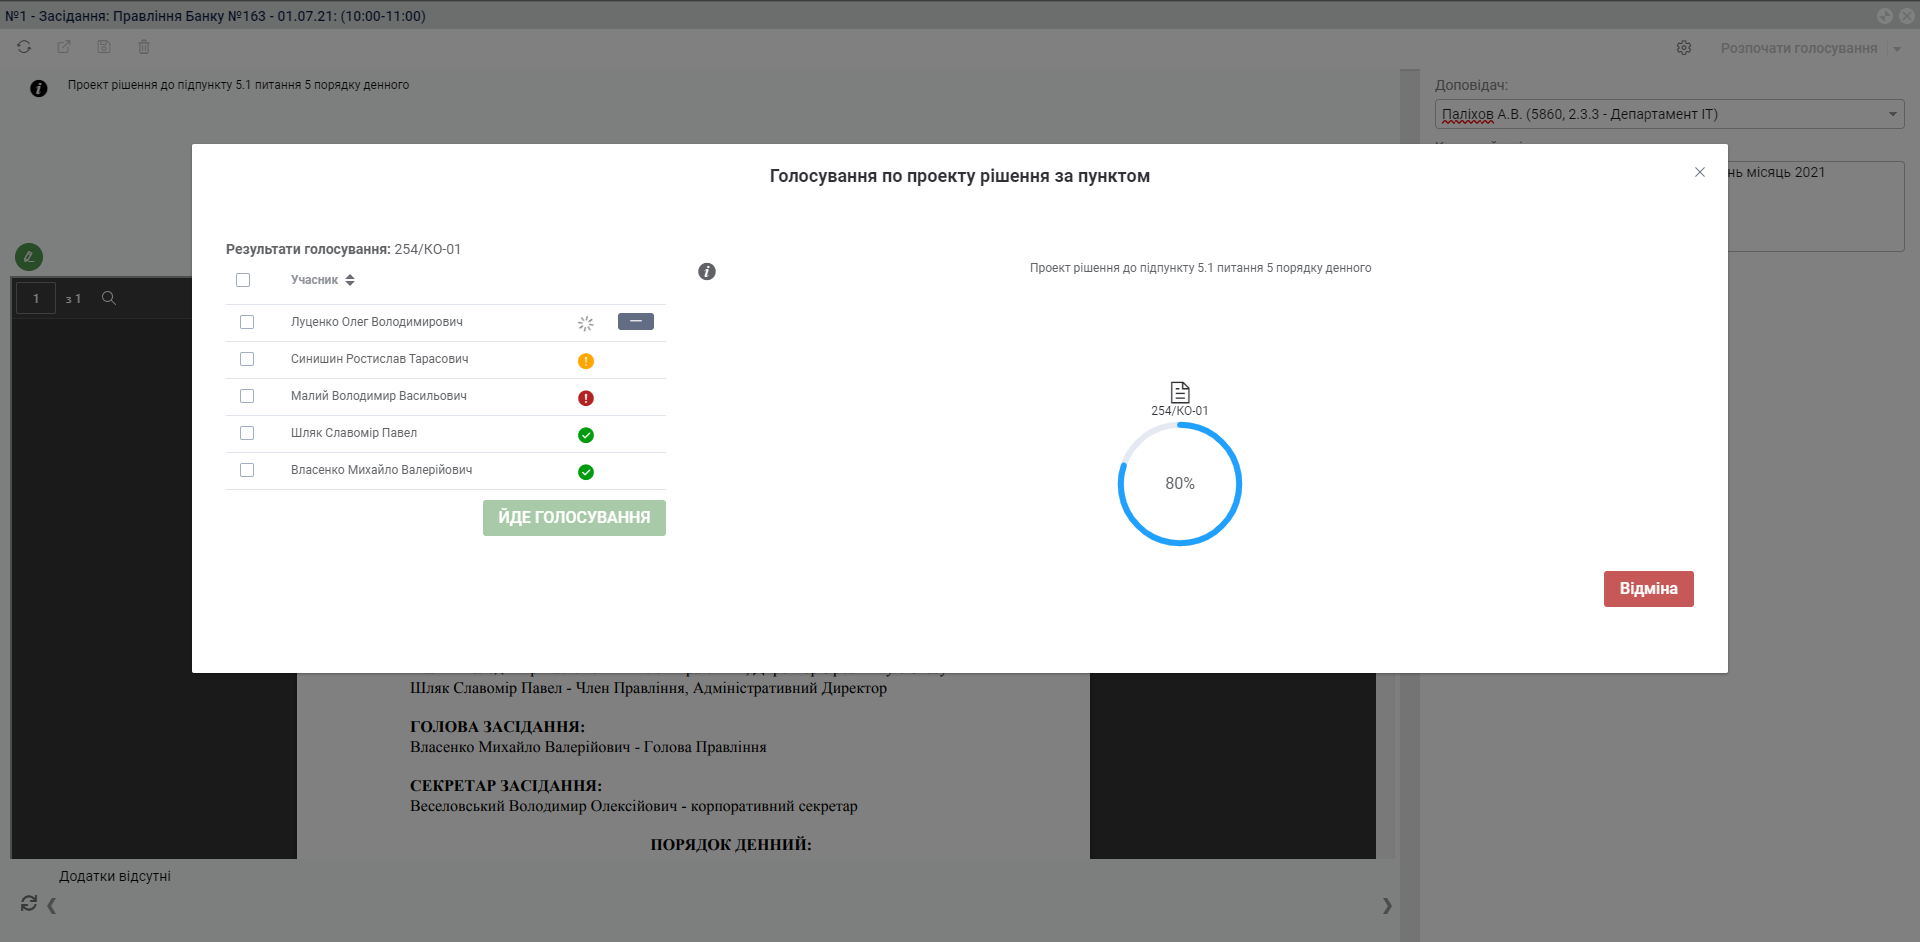 №1 - Засідання: Правління Банку №163 - 01.07.21: (10:00-11:00)
Розпочати голосування
Проект рішення до підпункту 5.1 питання 5 порядку денного
Доповідач:
Паліхов А.В. (5860, 2.3.3 - Департамент ІТ)
місяць 2021
Голосування по проекту рішення за пунктом
Результати голосування: 254/КО-01
Учасник
Проект рішення до підпункту 5.1 питання 5 порядку денного
1 з 1
Луценко Олег Володимирович
Синишин Ростислав Тарасович
Малий Володимир Васильович
Шляк Славомір Павел
Власенко Михайло Валерійович
ЙДЕ ГОЛОСУВАННЯ
254/КО-01
80%
Відміна
Шляк Славомір Павел - Член Правління, Адміністративний Директор
ГОЛОВА ЗАСІДАННЯ:
Власенко Михайло Валерійович - Голова Правління
СЕКРЕТАР ЗАСІДАННЯ:
Веселовський Володимир Олексійович - корпоративний секретар
ПОРЯДОК ДЕННИЙ:
Додатки відсутні